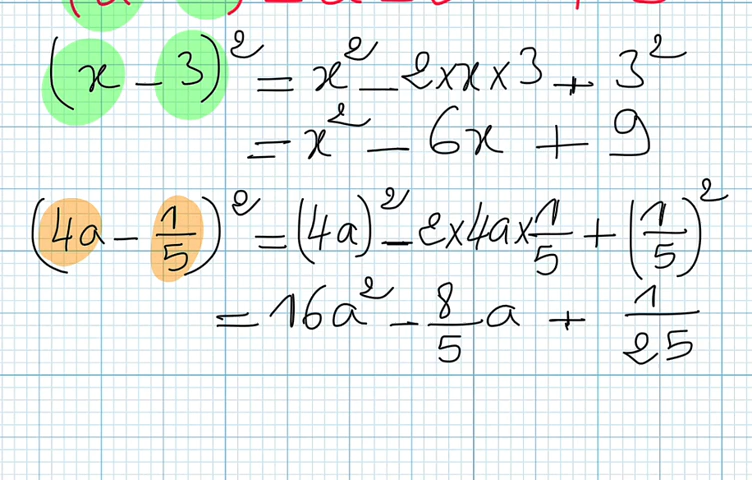 (x - 3)² = x² - 2×x×3 + 3²
= x² - 6x + 9
(4a - 1/5)² = (4a)² - 2×4a×1/5 + (1/5)²
= 16a² - 8/5 a + 1/25